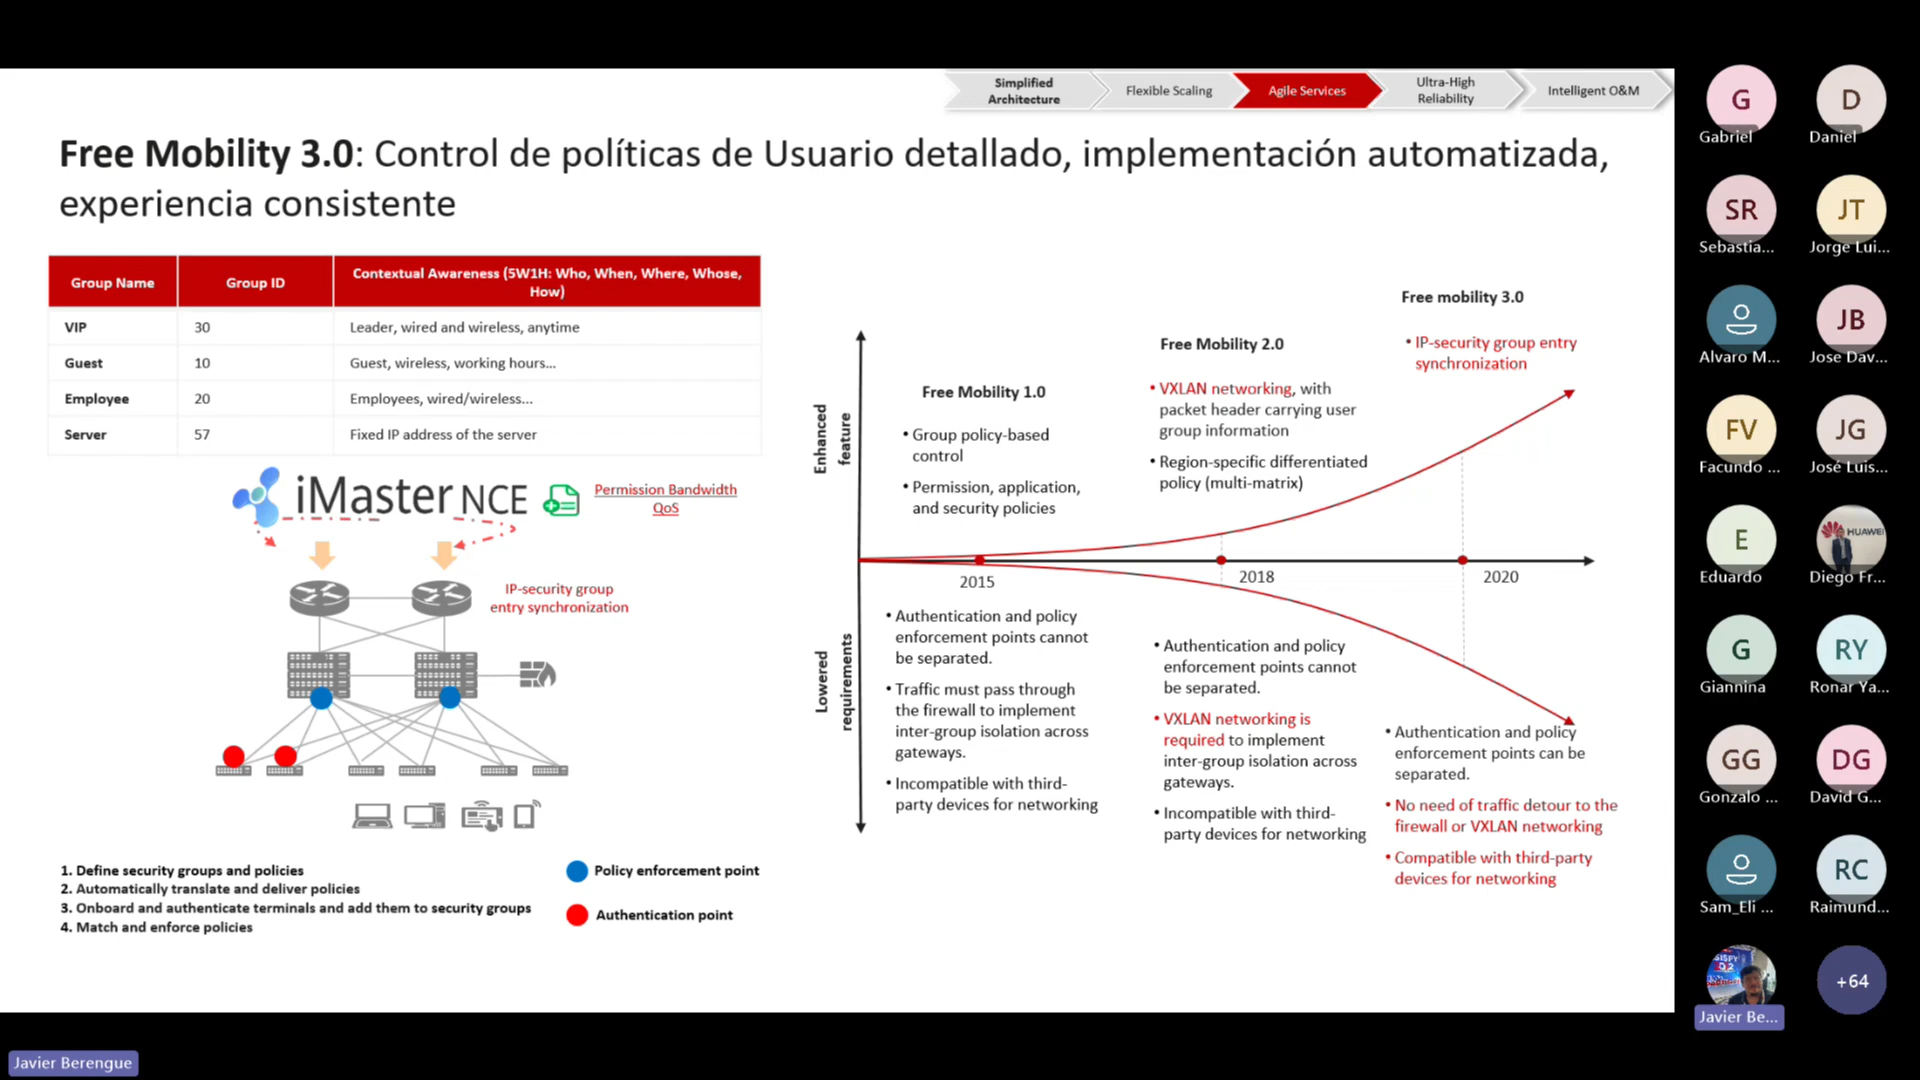 Simplified
Architecture
Flexible Scaling
Agile Services
Ultra-High
Reliability
Intelligent O&M
Free Mobility 3.0: Control de políticas de Usuario detallado, implementación automatizada,
experiencia consistente
Group Name
Group ID
Contextual Awareness (5W1H: Who, When, Where, Whose,
How)
VIP
30
Leader, wired and wireless, anytime
Guest
10
Guest, wireless, working hours...
Employee
20
Employees, wired/wireless...
Server
57
Fixed IP address of the server
iMaster NCE
Permission Bandwidth
QoS
IP-security group
entry synchronization
1. Define security groups and policies
2. Automatically translate and deliver policies
3. Onboard and authenticate terminals and add them to security groups
4. Match and enforce policies
Policy enforcement point
Authentication point
Enhanced
feature
Lowered
requirements
Free Mobility 1.0
• Group policy-based
control
• Permission, application,
and security policies
Free Mobility 2.0
• VXLAN networking, with
packet header carrying user
group information
• Region-specific differentiated
policy (multi-matrix)
Free mobility 3.0
• IP-security group entry
synchronization
2015
2018
2020
• Authentication and policy
enforcement points cannot
be separated.
• Traffic must pass through
the firewall to implement
inter-group isolation across
gateways.
• Incompatible with third-
party devices for networking
• Authentication and policy
enforcement points cannot
be separated.
• VXLAN networking is
required to implement
inter-group isolation across
gateways.
• Incompatible with third-
party devices for networking
• Authentication and policy
enforcement points can be
separated.
• No need of traffic detour to the
firewall or VXLAN networking
• Compatible with third-party
devices for networking
G
Gabriel
D
Daniel
SR
Sebastia...
JT
Jorge Lui...
Alvaro M...
JB
Jose Dav...
FV
Facundo ...
JG
José Luis...
E
Eduardo
HUAWEI
Diego Fr...
G
Giannina
RY
Ronar Ya...
GG
Gonzalo ...
DG
David G...
Sam_Eli ...
RC
Raimund...
Javier Be...
+64
Javier Berengue